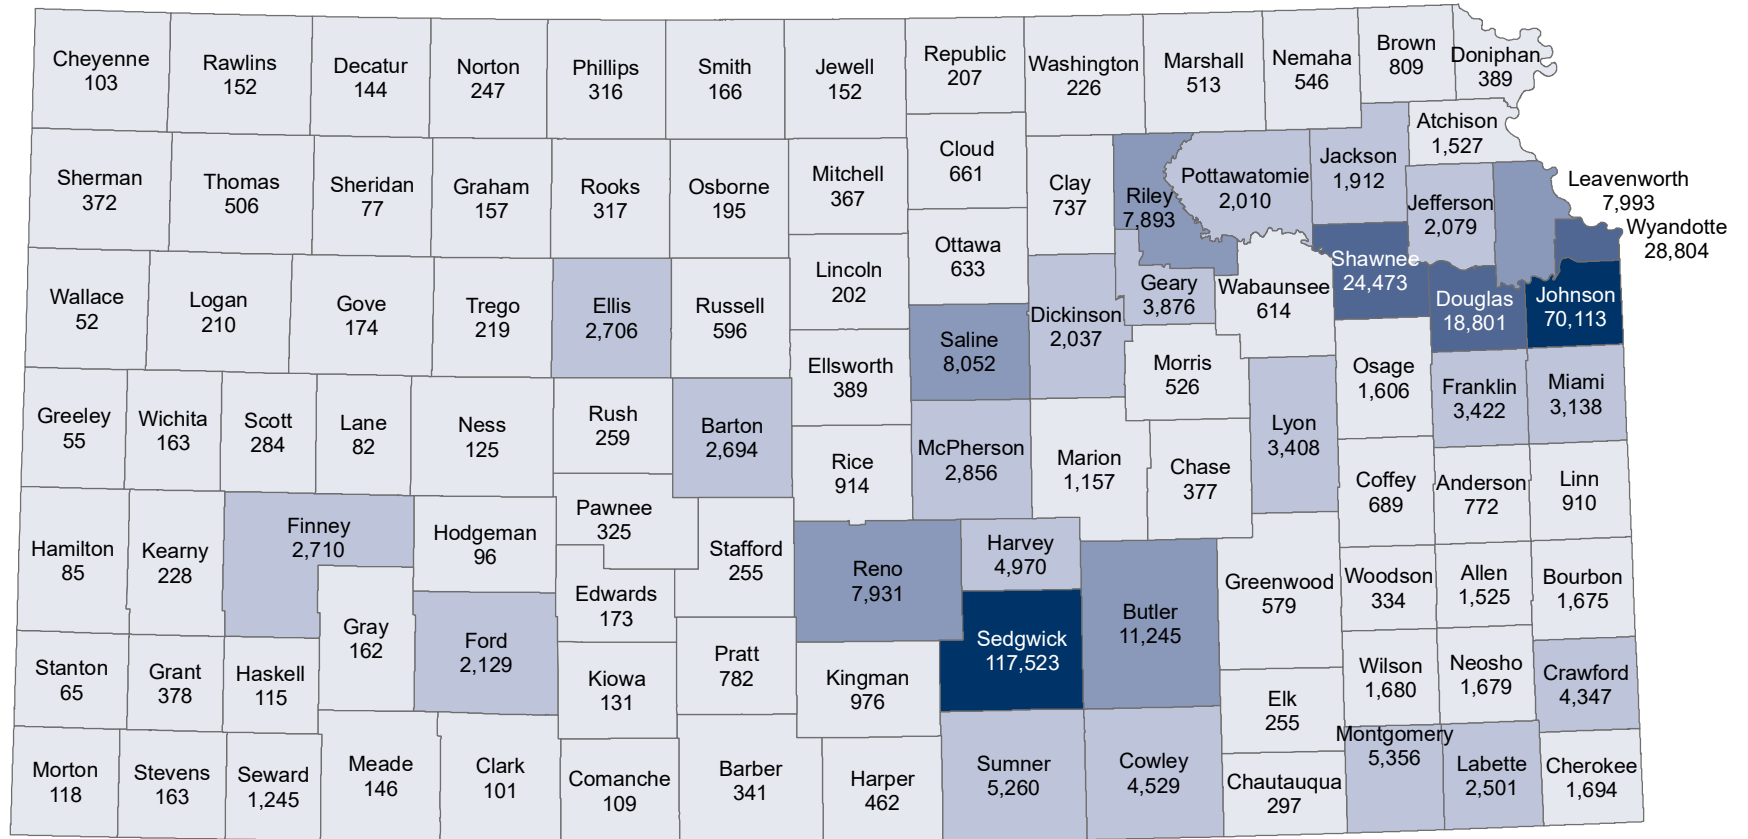 Cheyenne
103
Rawlins
152
Decatur
144
Norton
247
Phillips
316
Smith
166
Jewell
152
Republic
207
Washington
226
Marshall
513
Nemaha
546
Brown
809
Doniphan
389
Atchison
1,527
Sherman
372
Thomas
506
Sheridan
77
Graham
157
Rooks
317
Osborne
195
Mitchell
367
Cloud
661
Clay
737
Riley
7,893
Pottawatomie
2,010
Jackson
1,912
Jefferson
2,079
Leavenworth
7,993
Wyandotte
28,804
Ottawa
633
Lincoln
202
Wallace
52
Logan
210
Gove
174
Trego
219
Ellis
2,706
Russell
596
Saline
8,052
Dickinson
2,037
Geary
3,876
Wabaunsee
614
Shawnee
24,473
Douglas
18,801
Johnson
70,113
Ellsworth
389
Morris
526
Osage
1,606
Franklin
3,422
Miami
3,138
Greeley
55
Wichita
163
Scott
284
Lane
82
Ness
125
Rush
259
Barton
2,694
Rice
914
McPherson
2,856
Marion
1,157
Chase
377
Lyon
3,408
Coffey
689
Anderson
772
Linn
910
Hamilton
85
Kearny
228
Finney
2,710
Hodgeman
96
Pawnee
325
Stafford
255
Edwards
173
Reno
7,931
Harvey
4,970
Butler
11,245
Greenwood
579
Woodson
334
Allen
1,525
Bourbon
1,675
Gray
162
Ford
2,129
Sedgwick
117,523
Stanton
65
Grant
378
Haskell
115
Kiowa
131
Pratt
782
Kingman
976
Elk
255
Wilson
1,680
Neosho
1,679
Crawford
4,347
Morton
118
Stevens
163
Seward
1,245
Meade
146
Clark
101
Comanche
109
Barber
341
Harper
462
Sumner
5,260
Cowley
4,529
Chautauqua
297
Montgomery
5,356
Labette
2,501
Cherokee
1,694